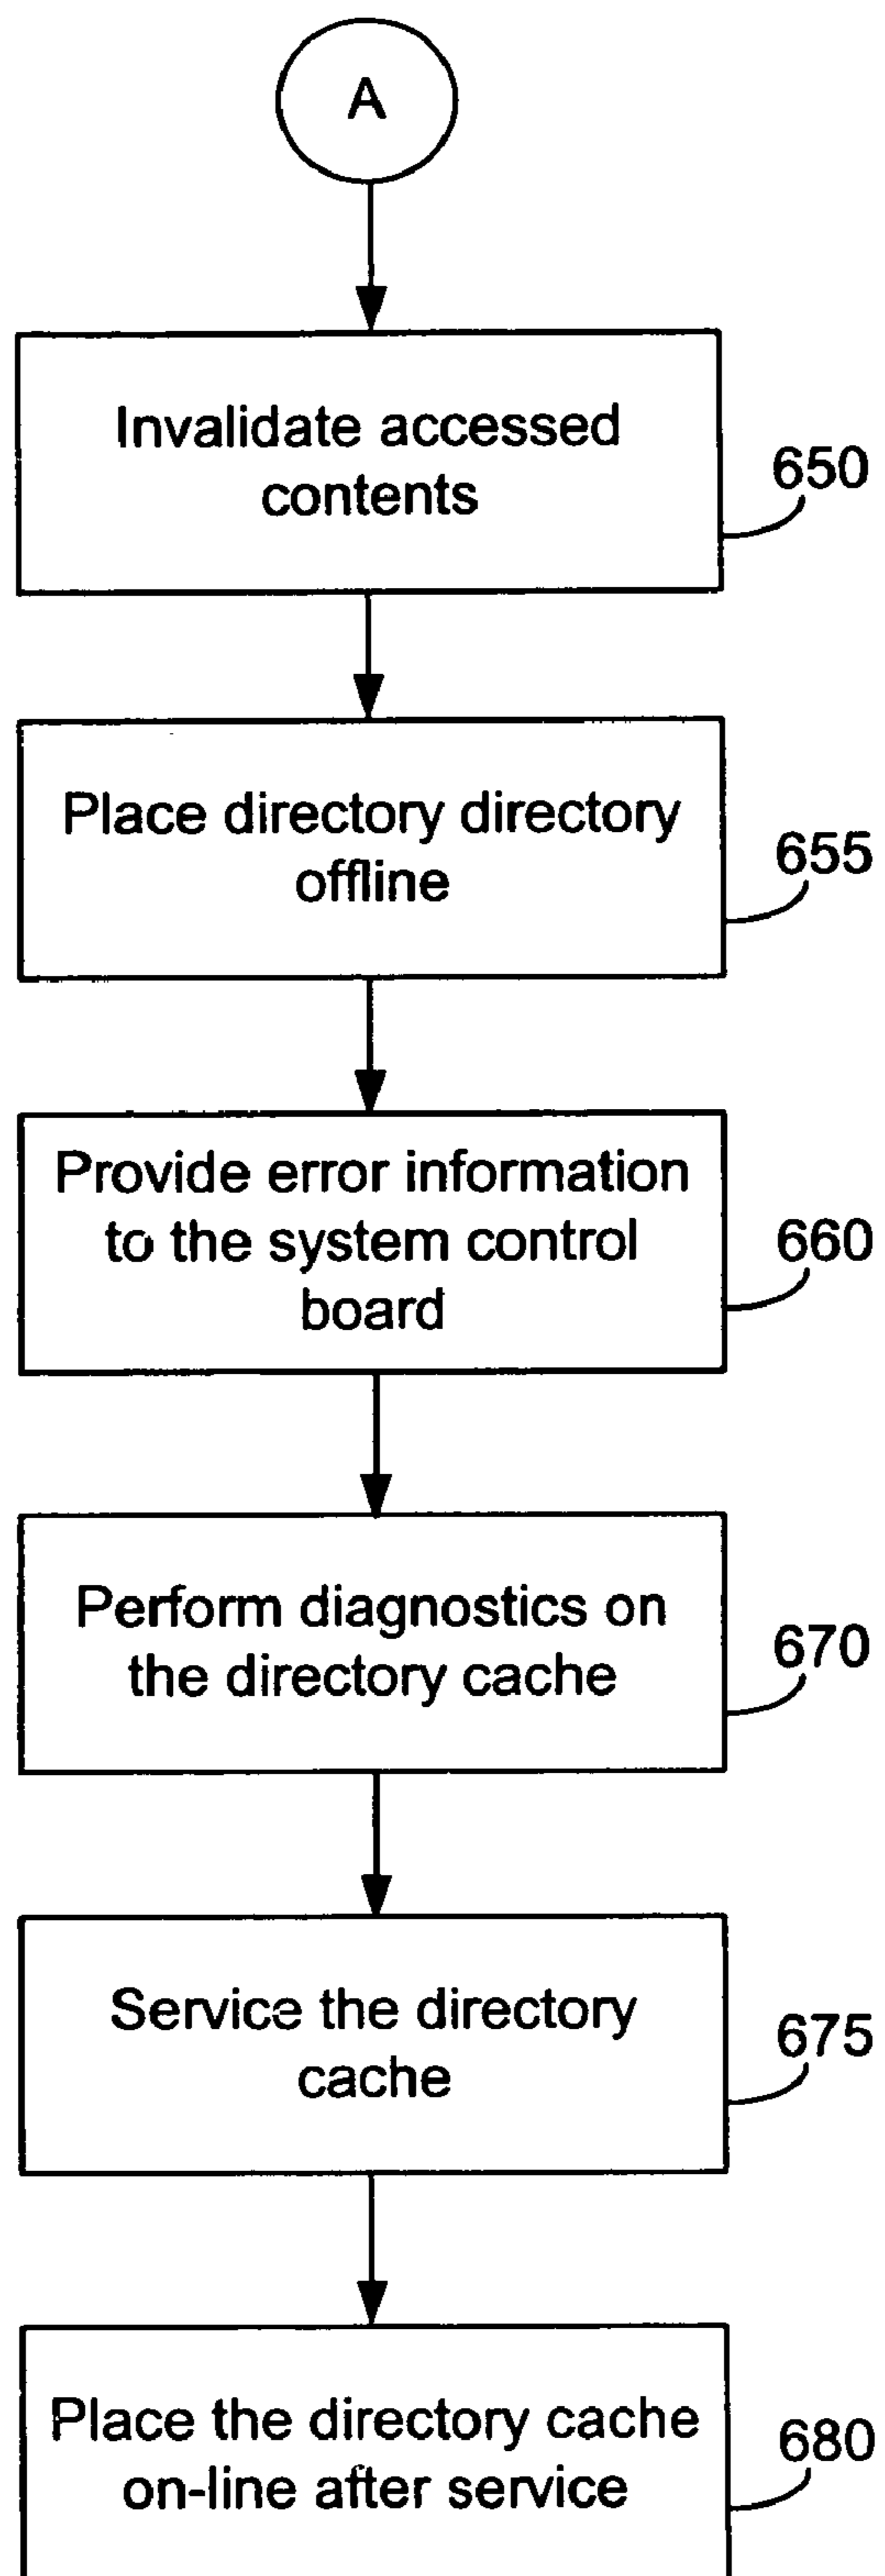 A
Invalidate accessed
contents
650
Place directory directory
offline
655
Provide error information
to the system control
board
660
Perform diagnostics on
the directory cache
670
Service the directory
cache
675
Place the directory cache
on-line after service
680